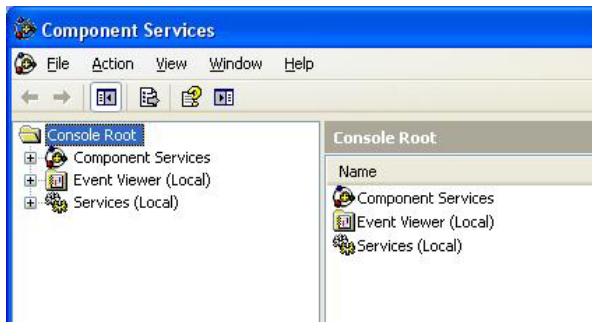 Component Services
File Action View Window Help
Console Root
Component Services
Event Viewer (Local)
Services (Local)
Console Root
Name
Component Services
Event Viewer (Local)
Services (Local)